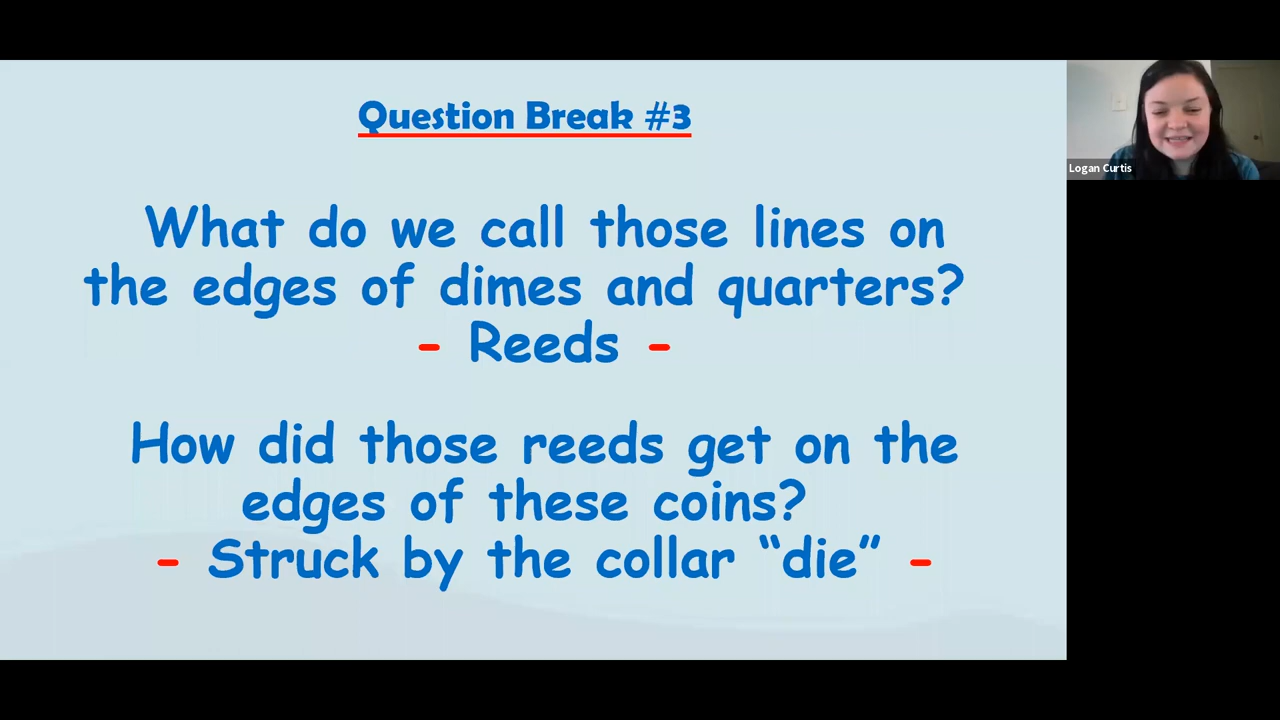 Question Break #3
What do we call those lines on
the edges of dimes and quarters?
- Reeds -
How did those reeds get on the
edges of these coins?
- Struck by the collar “die” -
Logan Curtis